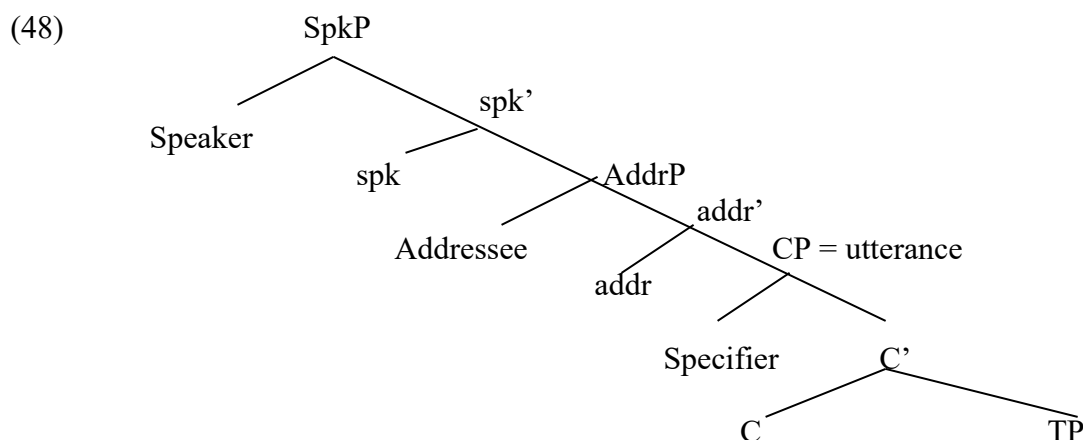 (48) SpkP
spk’
Speaker
spk AddrP
addr’
Addressee CP = utterance
addr
Specifier C’
C TP